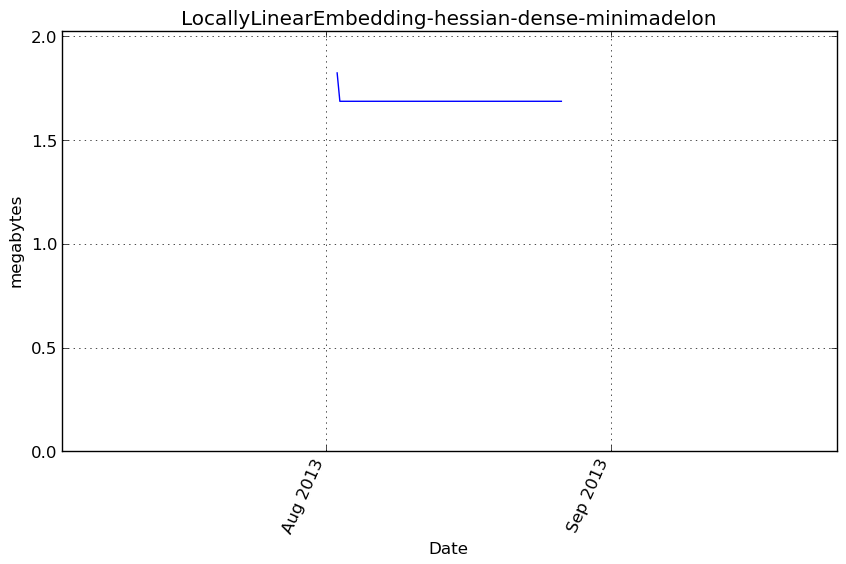 LocallyLinearEmbedding-hessian-dense-minimadelon
2.0
1.5
1.0
0.5
0.0
megabytes
Aug 2013
Sep 2013
Date